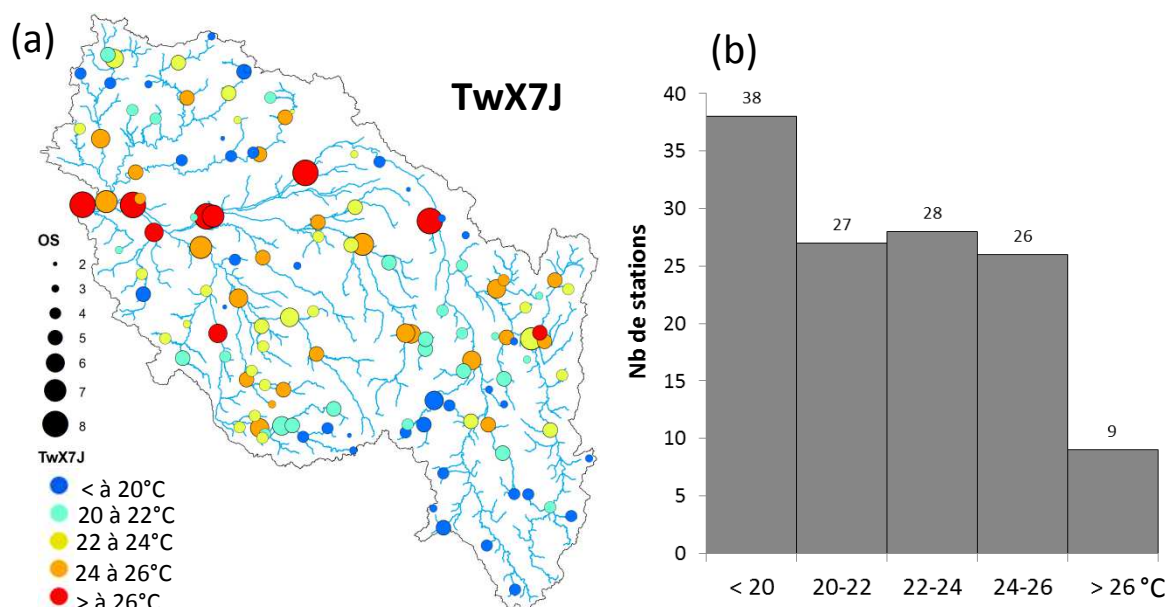 (a)
TwX7J
OS
2
3
4
5
6
7
8
TwX7J
< à 20°C
20 à 22°C
22 à 24°C
24 à 26°C
> à 26°C
(b)
Nb de stations
40
35
30
25
20
15
10
5
0
38
27
28
26
9
< 20
20-22
22-24
24-26
> 26 °C